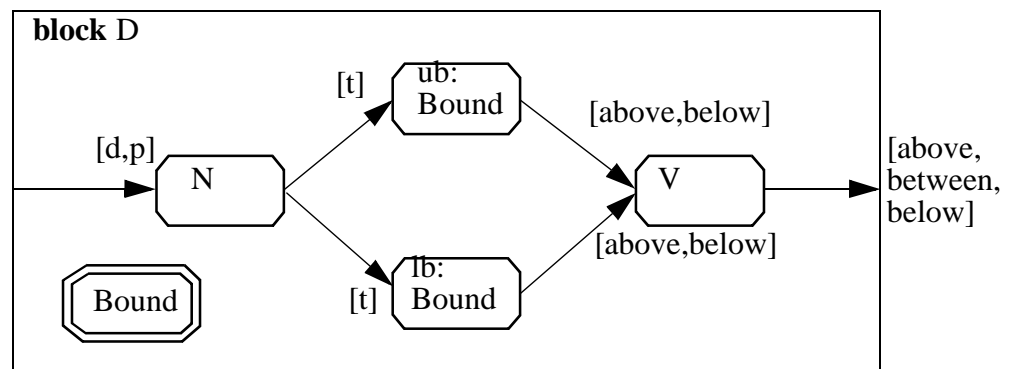 block D
ub:
[t]
Bound
[above,below]
[d,p]
N
V
[above,
between,
below]
[above,below]
lb:
[t]
Bound
Bound